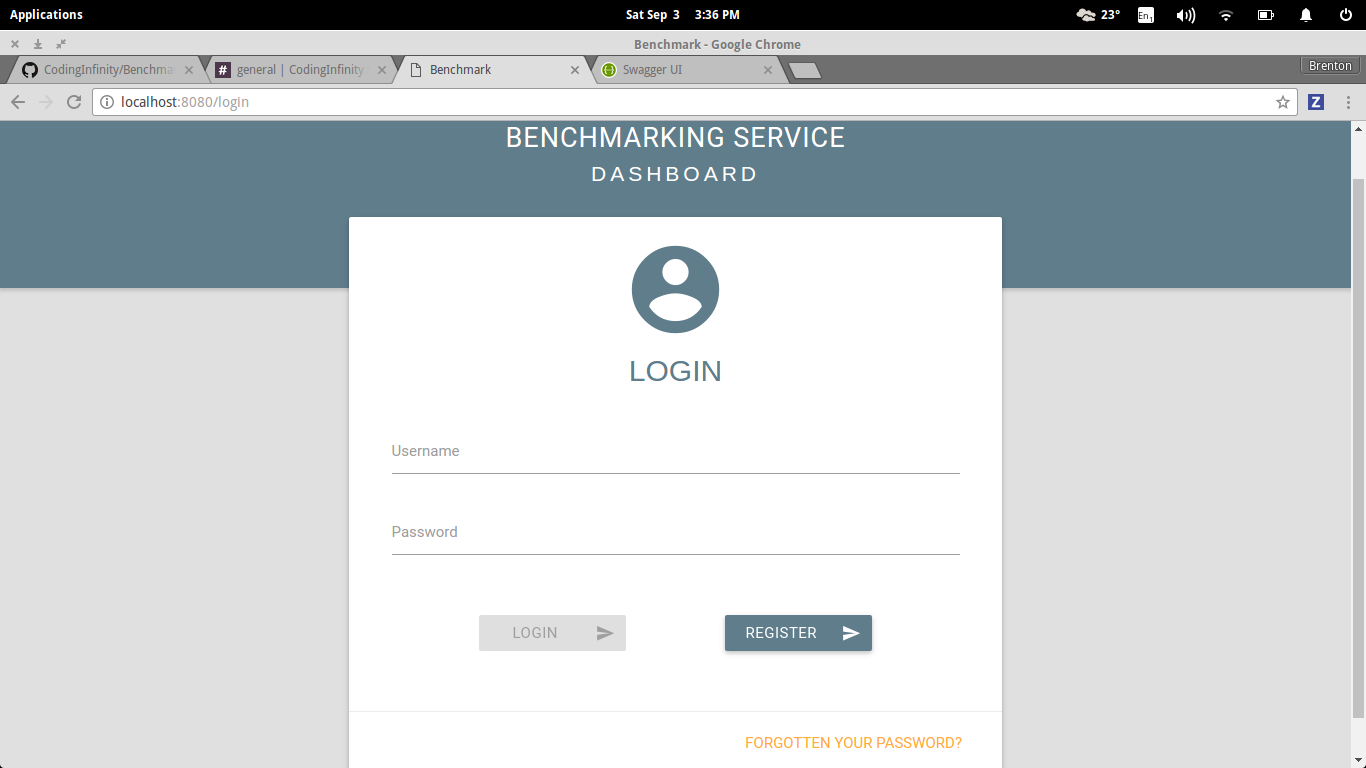 Applications
Sat Sep 3 3:36 PM
23°
En1
Benchmark - Google Chrome
CodingInfinity/Benchma
# general | CodingInfinity
Benchmark
Swagger UI
Brenton
localhost:8080/login
Z
BENCHMARKING SERVICE
DASHBOARD
LOGIN
Username
Password
LOGIN
REGISTER
FORGOTTEN YOUR PASSWORD?